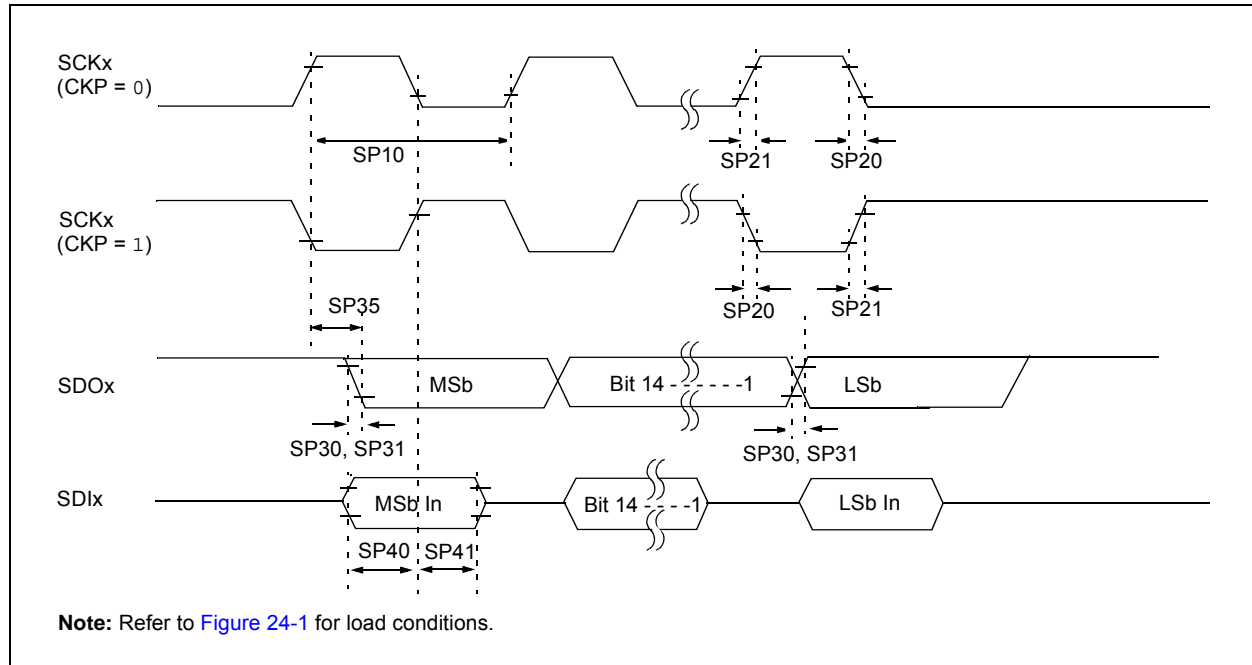 SCKx
(CKP = 0)
SP10
SP21
SP20
SCKx
(CKP = 1)
SP35
SP20
SP21
SDOx
MSb
Bit 14 - - - - - -1
LSb
SP30, SP31
SP30, SP31
SDIx
MSb In
Bit 14 - - - -1
LSb In
SP40
SP41
Note: Refer to Figure 24-1 for load conditions.